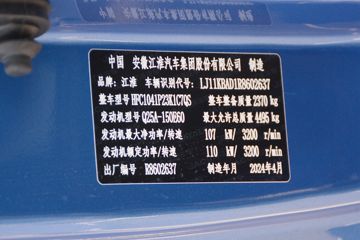 中国 安徽江淮汽车集团股份有限公司 制造
品牌：江淮 车辆识别代号：LJ11KBAD1R8602637
整车型号 HFC1041P23K1C7QS 整车整备质量 2370 kg
发动机型号 Q25A-150E60 最大允许总质量 4495 kg
发动机最大净功率/转速 107 kW/ 3200 r/min
发动机额定功率/转速 110 kW/ 3200 r/min
出厂编号 R8602637 制造年月 2024年4月